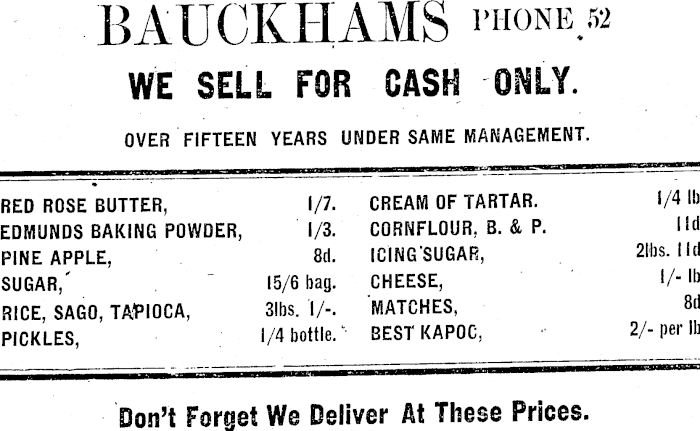 BAUCKHAMS PHONE 52
WE SELL FOR CASH ONLY.
OVER FIFTEEN YEARS UNDER SAME MANAGEMENT.
RED ROSE BUTTER, 1/7.
EDMUNDS BAKING POWDER, 1/3.
PINE APPLE, 8d.
SUGAR, 15/6 bag.
RICE, SAGO, TAPIOCA, 3lbs. 1/-.
PICKLES, 1/4 bottle.
CREAM OF TARTAR. 1/4 lb
CORNFLOUR, B. & P. 11d
ICING SUGAR, 2lbs. 11d
CHEESE, 1/- lb
MATCHES, 8d
BEST KAPOC, 2/- per lb
Don't Forget We Deliver At These Prices.